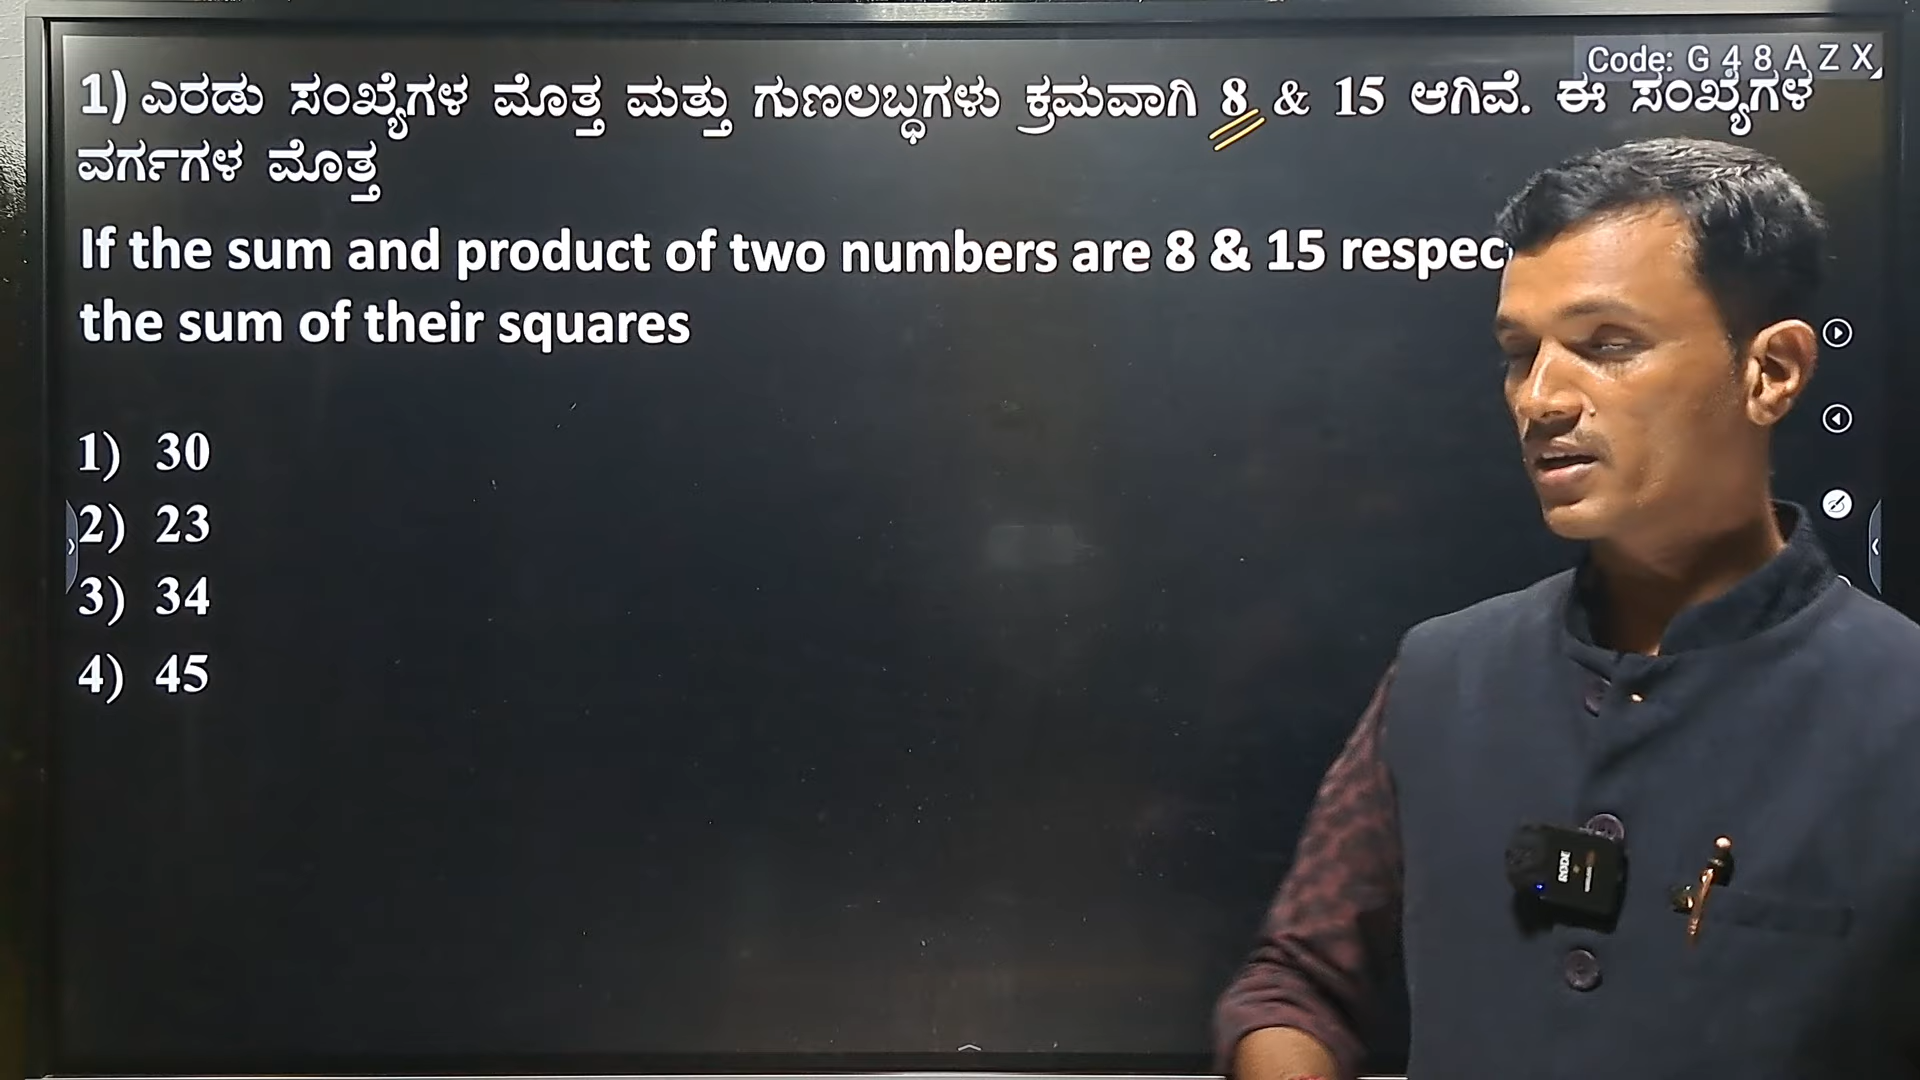 Code: G 4 8 A Z X
1) ಎರಡು ಸಂಖ್ಯೆಗಳ ಮೊತ್ತ ಮತ್ತು ಗುಣಲಬ್ಧಗಳು ಕ್ರಮವಾಗಿ 8 & 15 ಆಗಿವೆ. ಈ ಸಂಖ್ಯೆಗಳ
ವರ್ಗಗಳ ಮೊತ್ತ
If the sum and product of two numbers are 8 & 15
the sum of their squares
1) 30
2) 23
3) 34
4) 45
RØDE